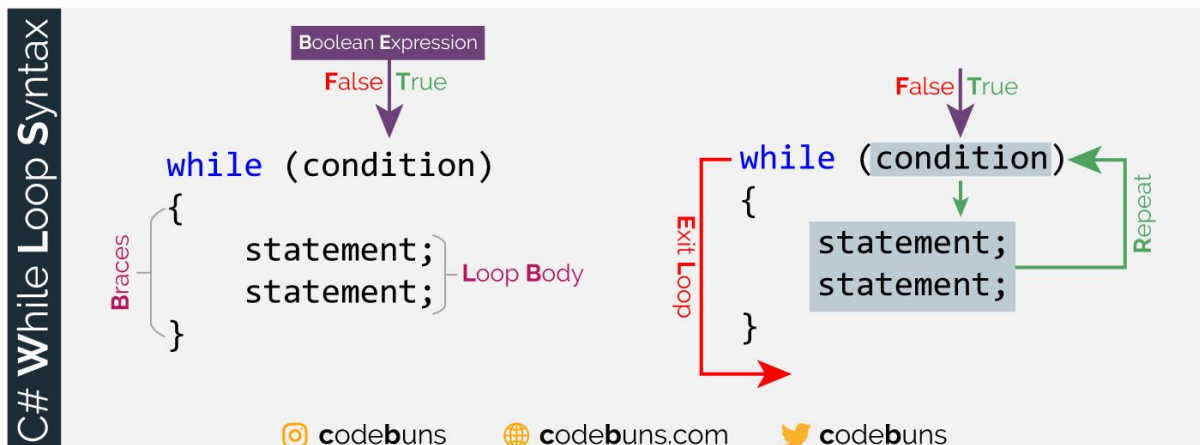 C# While Loop Syntax
Boolean Expression
False True
while (condition)
{
statement;
statement;
}
Braces
Loop Body
False True
while (condition)
{
statement;
statement;
}
Exit Loop
Repeat
codebuns codebuns.com codebuns